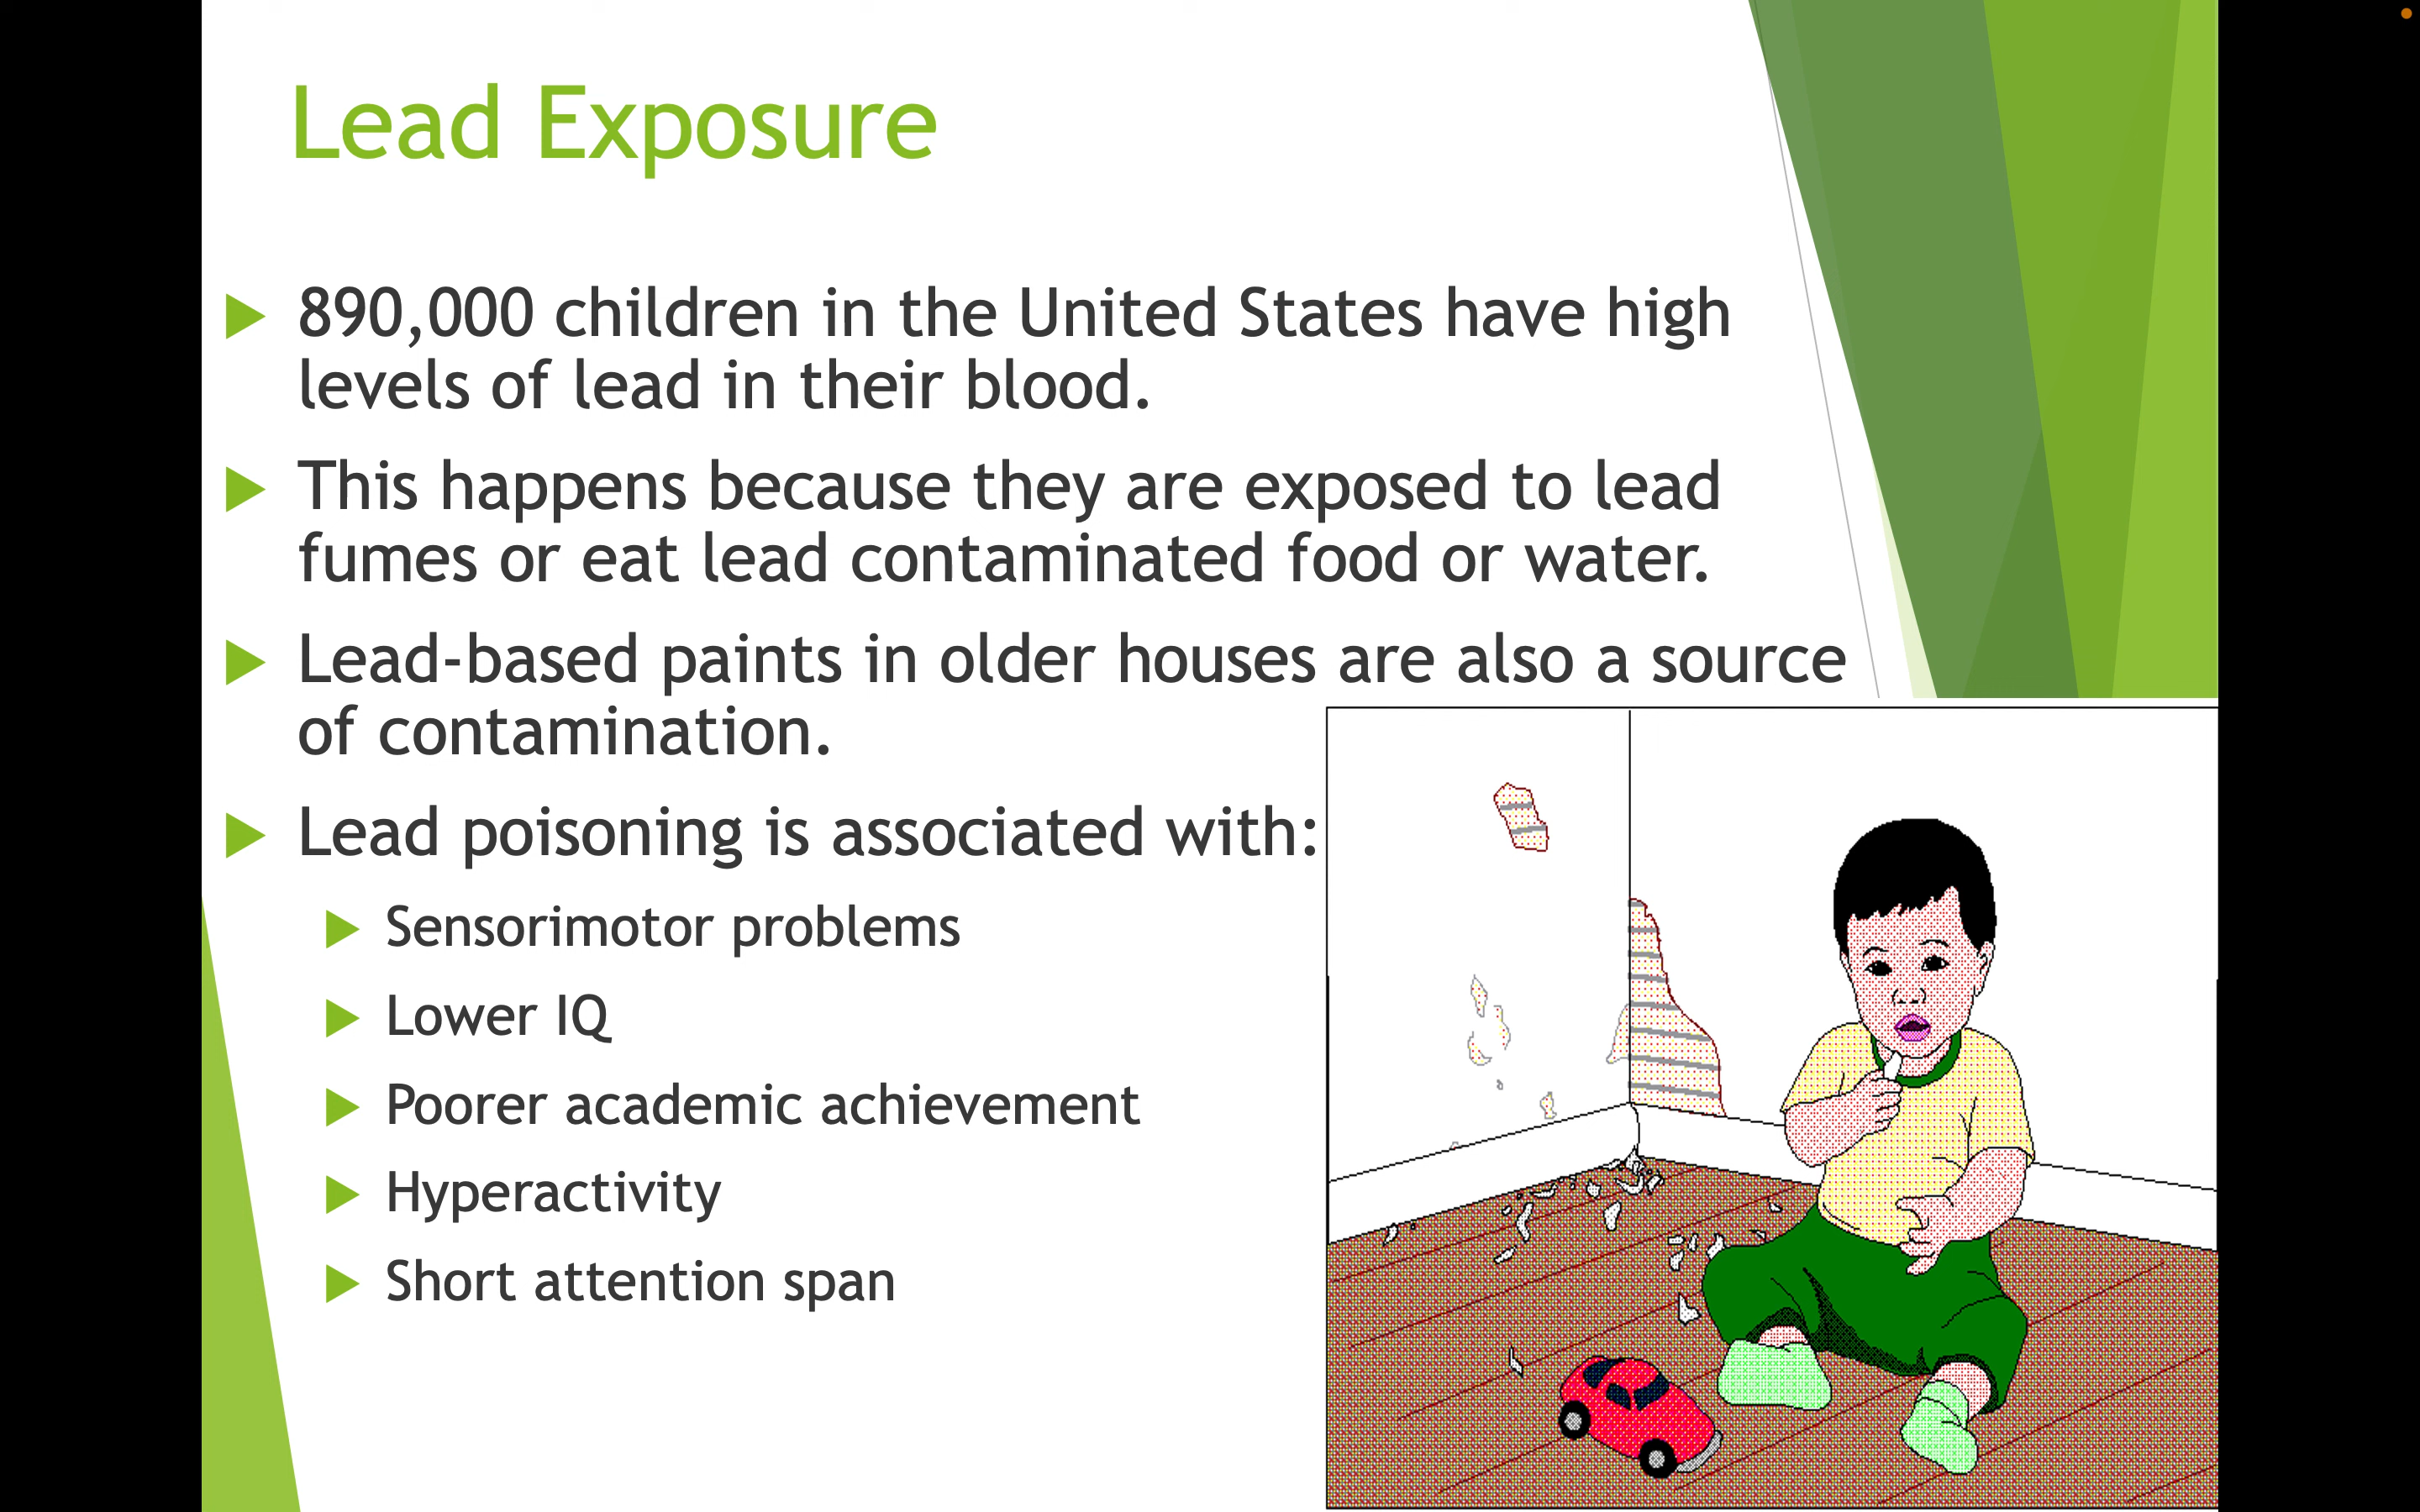 Lead Exposure
890,000 children in the United States have high
levels of lead in their blood.
This happens because they are exposed to lead
fumes or eat lead contaminated food or water.
Lead-based paints in older houses are also a source
of contamination.
Lead poisoning is associated with:
Sensorimotor problems
Lower IQ
Poorer academic achievement
Hyperactivity
Short attention span